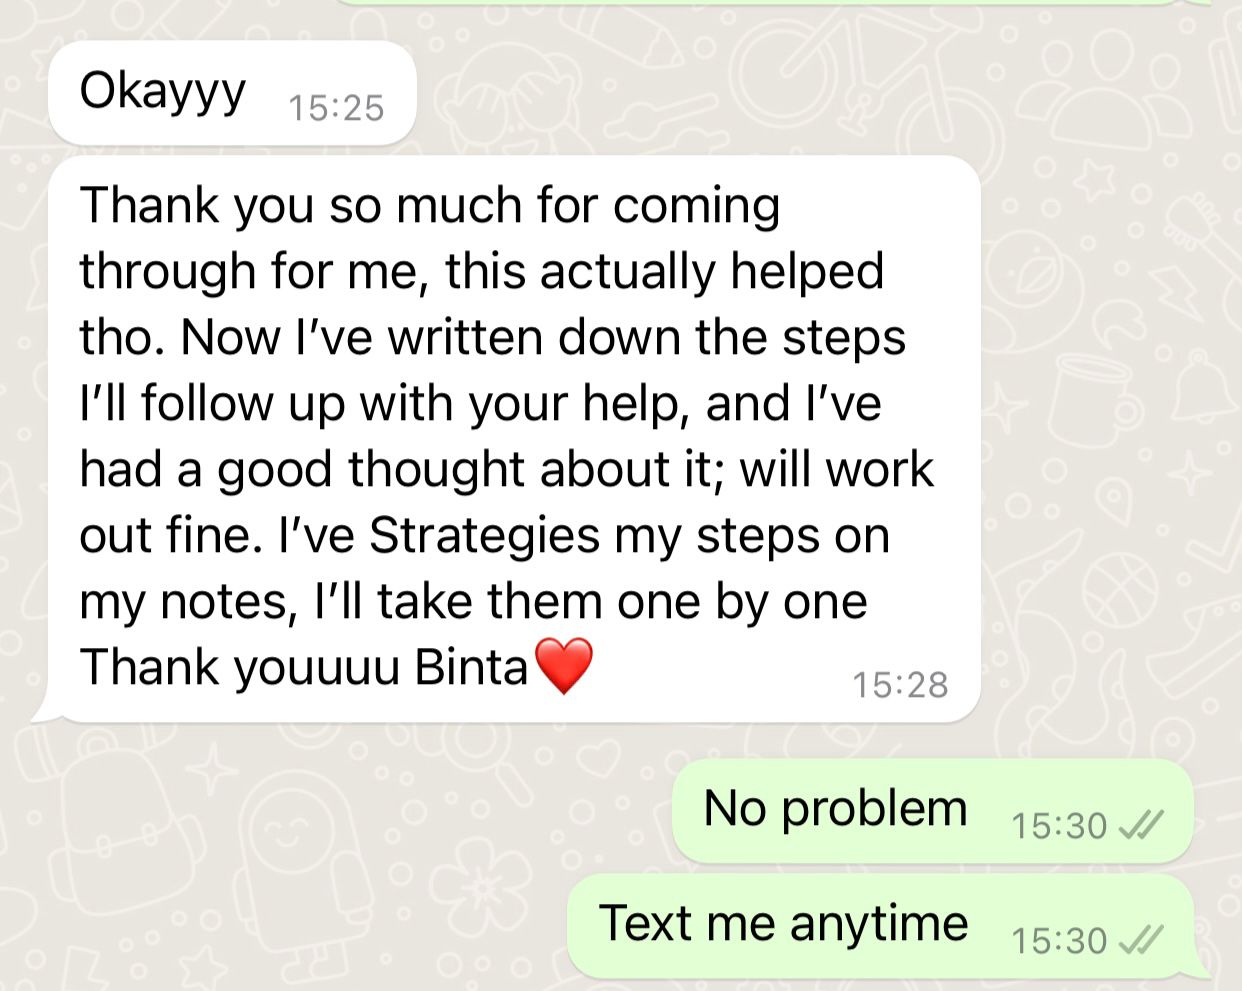 Okayyy 15:25
Thank you so much for coming
through for me, this actually helped
tho. Now I’ve written down the steps
I’ll follow up with your help, and I’ve
had a good thought about it; will work
out fine. I’ve Strategies my steps on
my notes, I’ll take them one by one
Thank youuuu Binta❤️ 15:28
No problem 15:30
Text me anytime 15:30